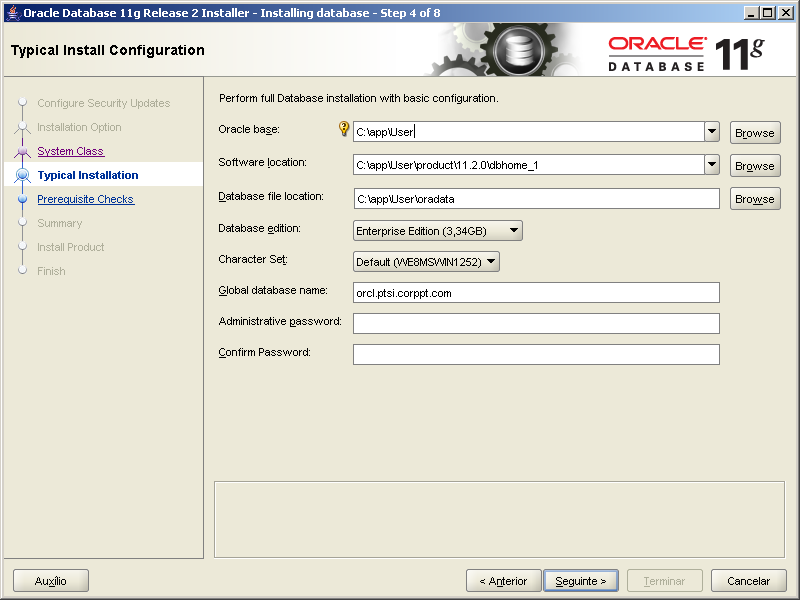 Oracle Database 11g Release 2 Installer - Installing database - Step 4 of 8
Typical Install Configuration
ORACLE
DATABASE
11g
Configure Security Updates
Installation Option
System Class
Typical Installation
Prerequisite Checks
Summary
Install Product
Finish
Perform full Database installation with basic configuration.
Oracle base: C:\app\User Browse
Software location: C:\app\User\product\11.2.0\dbhome_1 Browse
Database file location: C:\app\User\oradata Browse
Database edition: Enterprise Edition (3,34GB)
Character Set: Default (WE8MSWIN1252)
Global database name: orcl.ptsi.corppt.com
Administrative password:
Confirm Password:
Auxílio < Anterior Seguinte > Terminar Cancelar